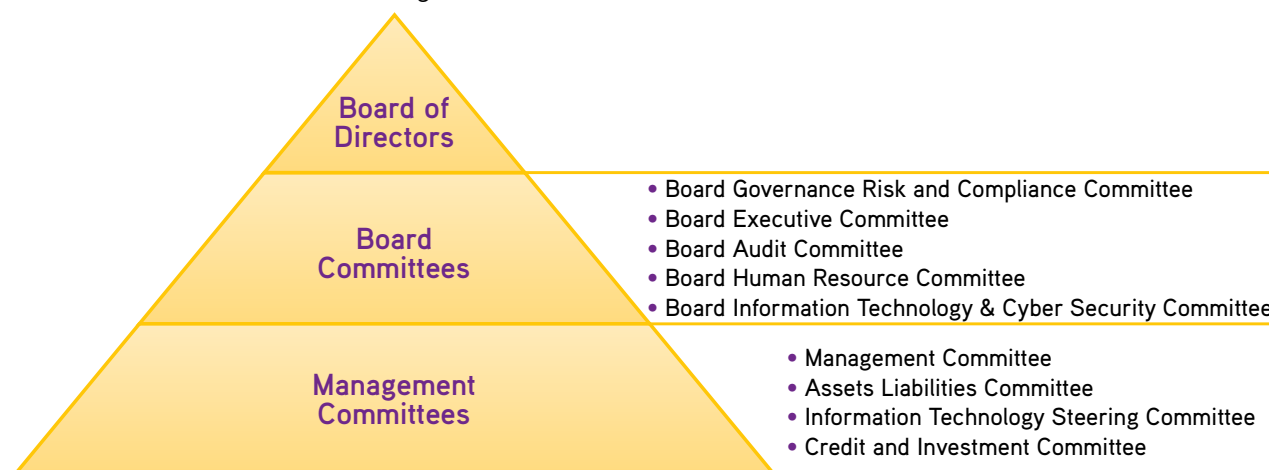 Board of
Directors
Board
Committees
• Board Governance Risk and Compliance Committee
• Board Executive Committee
• Board Audit Committee
• Board Human Resource Committee
• Board Information Technology & Cyber Security Committee
Management
Committees
• Management Committee
• Assets Liabilities Committee
• Information Technology Steering Committee
• Credit and Investment Committee